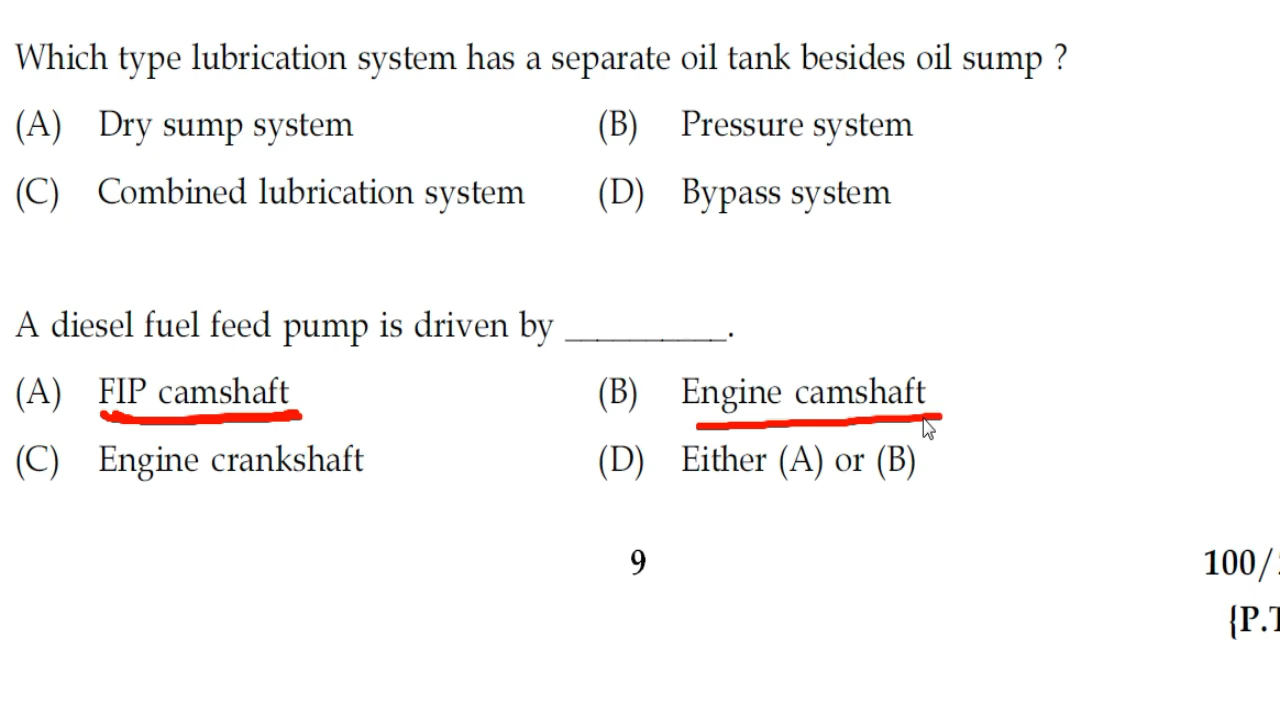 Which type lubrication system has a separate oil tank besides oil sump ?
(A) Dry sump system (B) Pressure system
(C) Combined lubrication system (D) Bypass system
A diesel fuel feed pump is driven by __________.
(A) FIP camshaft (B) Engine camshaft
(C) Engine crankshaft (D) Either (A) or (B)
9 100/
{P.T